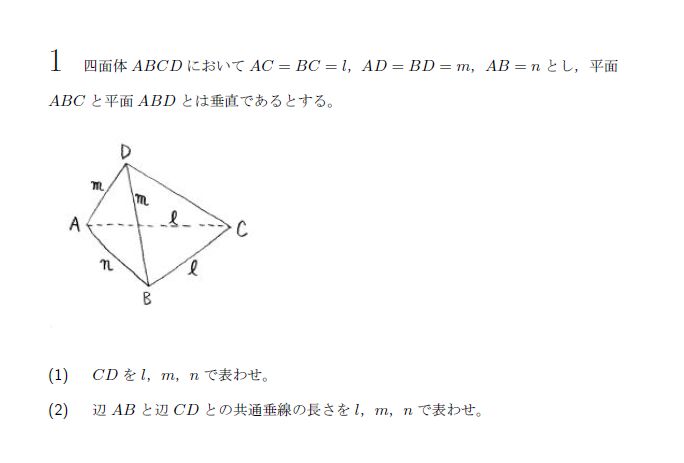 1 四面体 ABCD において AC = BC = l, AD = BD = m, AB = n とし, 平面
ABC と平面 ABD とは垂直であるとする。
D
m
m
A
l
C
n
l
B
(1) CD を l, m, n で表わせ。
(2) 辺 AB と辺 CD との共通垂線の長さを l, m, n で表わせ。